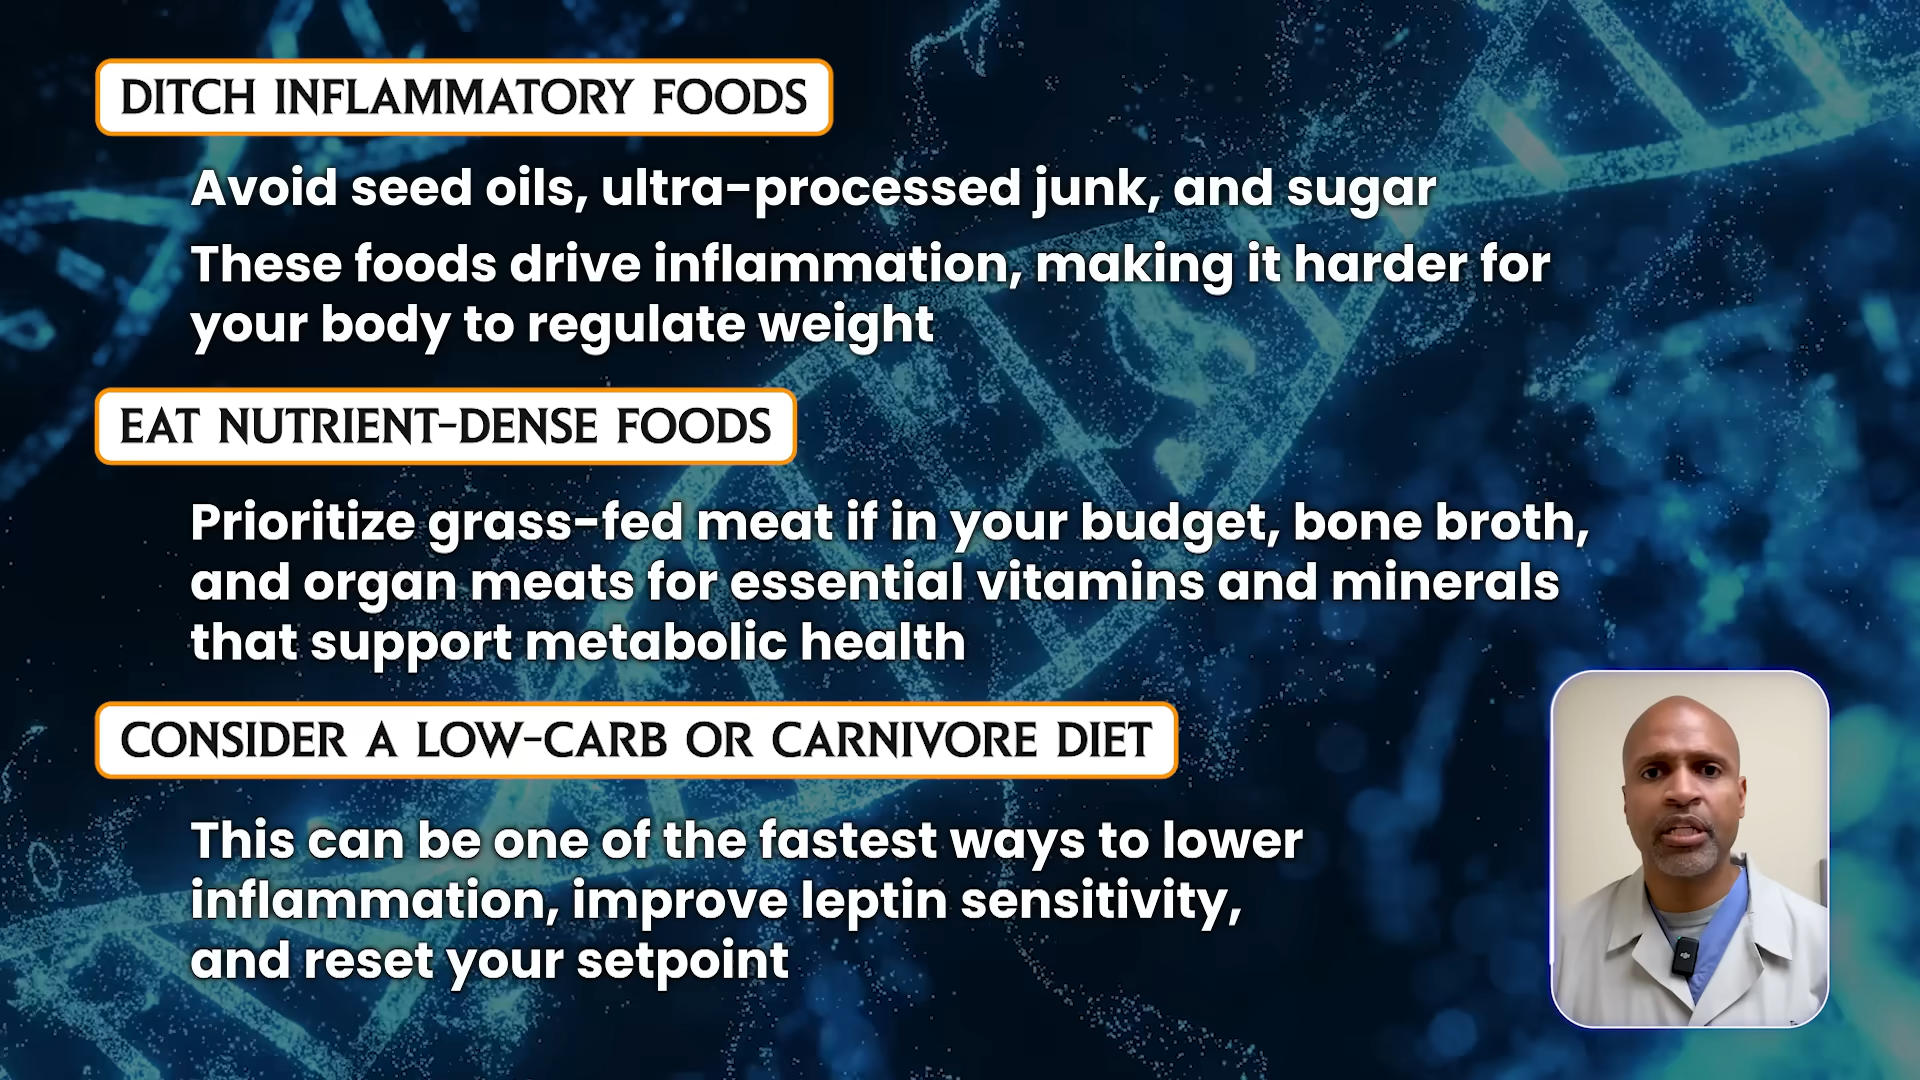 DITCH INFLAMMATORY FOODS
Avoid seed oils, ultra-processed junk, and sugar
These foods drive inflammation, making it harder for
your body to regulate weight
EAT NUTRIENT-DENSE FOODS
Prioritize grass-fed meat if in your budget, bone broth,
and organ meats for essential vitamins and minerals
that support metabolic health
CONSIDER A LOW-CARB OR CARNIVORE DIET
This can be one of the fastest ways to lower
inflammation, improve leptin sensitivity,
and reset your setpoint